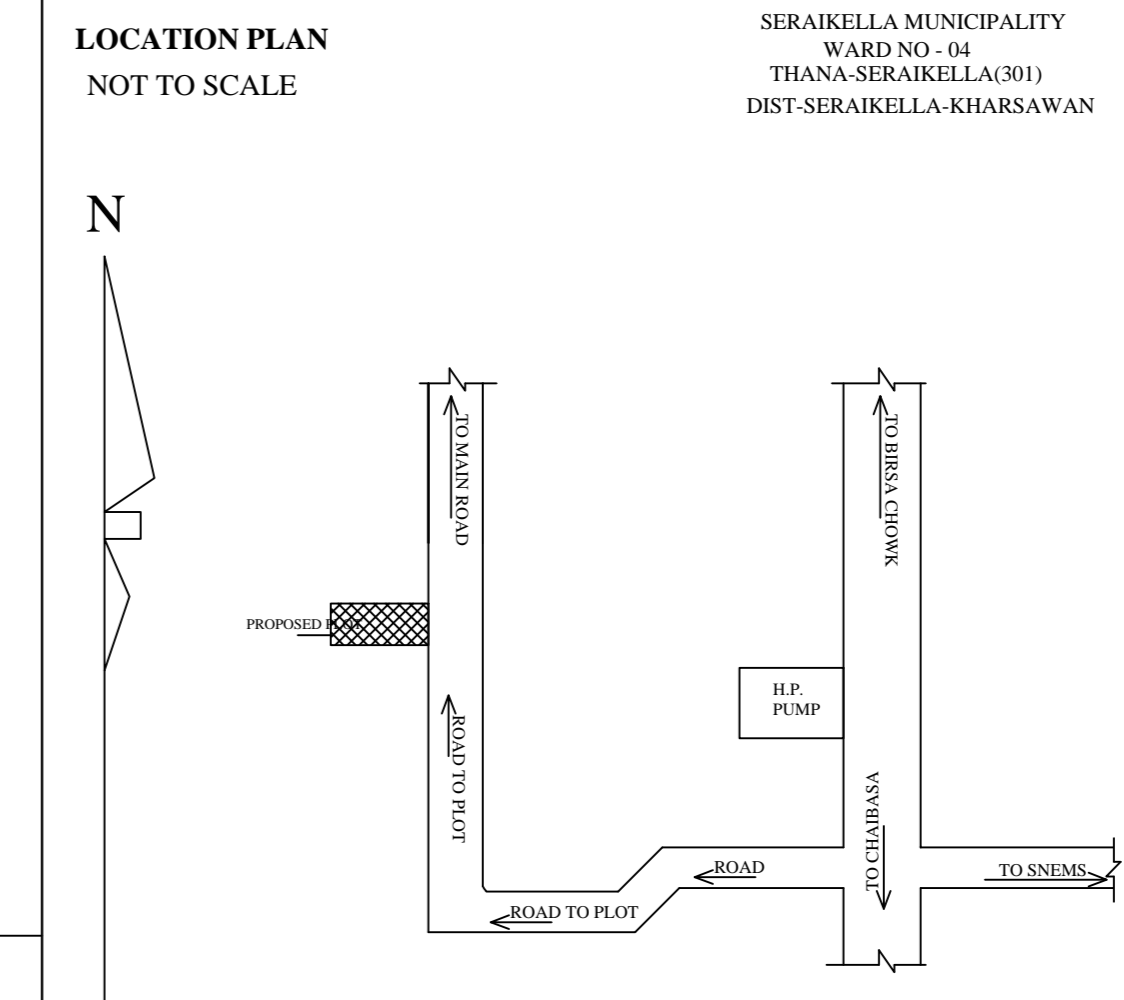 LOCATION PLAN
NOT TO SCALE
SERAIKELLA MUNICIPALITY
WARD NO - 04
THANA-SERAIKELLA(301)
DIST-SERAIKELLA-KHARSAWAN
N
TO MAIN ROAD
TO BIRSA CHOWK
PROPOSED PLOT
H.P.
PUMP
ROAD TO PLOT
TO CHAIBASA
ROAD
TO SNEMS
ROAD TO PLOT